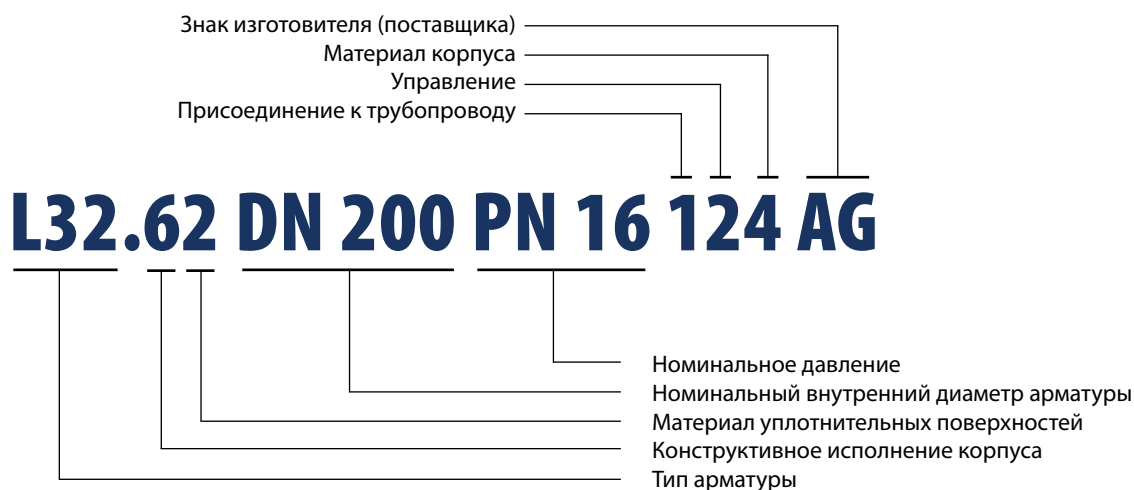 Знак изготовителя (поставщика)
Материал корпуса
Управление
Присоединение к трубопроводу
L32.62 DN 200 PN 16 124 AG
Номинальное давление
Номинальный внутренний диаметр арматуры
Материал уплотнительных поверхностей
Конструктивное исполнение корпуса
Тип арматуры